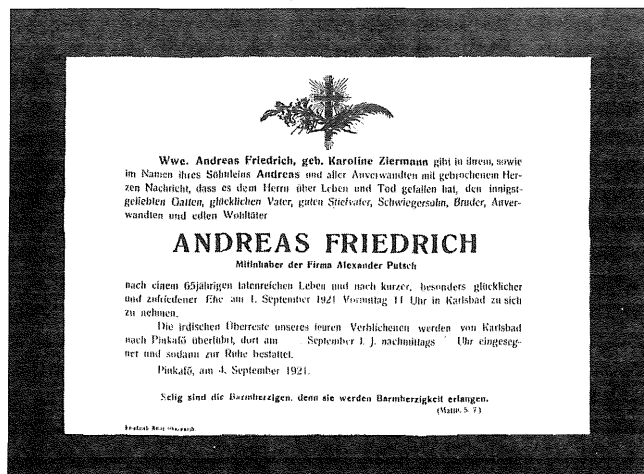 Wwe. Andreas Friedrich, geb. Karoline Ziermann gibt in ihrem, sowie
im Namen ihres Söhnleins Andreas und aller Anverwandten mit gebrochenem Her-
zen Nachricht, dass es dem Herrn über Leben und Tod gefallen hat, den innigst-
geliebten Gatten, glücklichen Vater, guten Stiefvater, Schwiegersohn, Bruder, Anver-
wandten und edlen Wohltäter
ANDREAS FRIEDRICH
Mitinhaber der Firma Alexander Putsch
nach einem 65jährigen tatenreichen Leben und nach kurzer, besonders glücklicher
und zufriedener Ehe am 1. September 1921 Vormittag 11 Uhr in Karlsbad zu sich
zu nehmen.
Die irdischen Überreste unseres teuren Verblichenen werden von Karlsbad
nach Pinkafő überführt, dort am September l. J. nachmittags Uhr eingeseg-
net und sodann zur Ruhe bestattet.
Pinkafő, am 4. September 1921.
Selig sind die Barmherzigen, denn sie werden Barmherzigkeit erlangen.
(Matth. 5. 7)